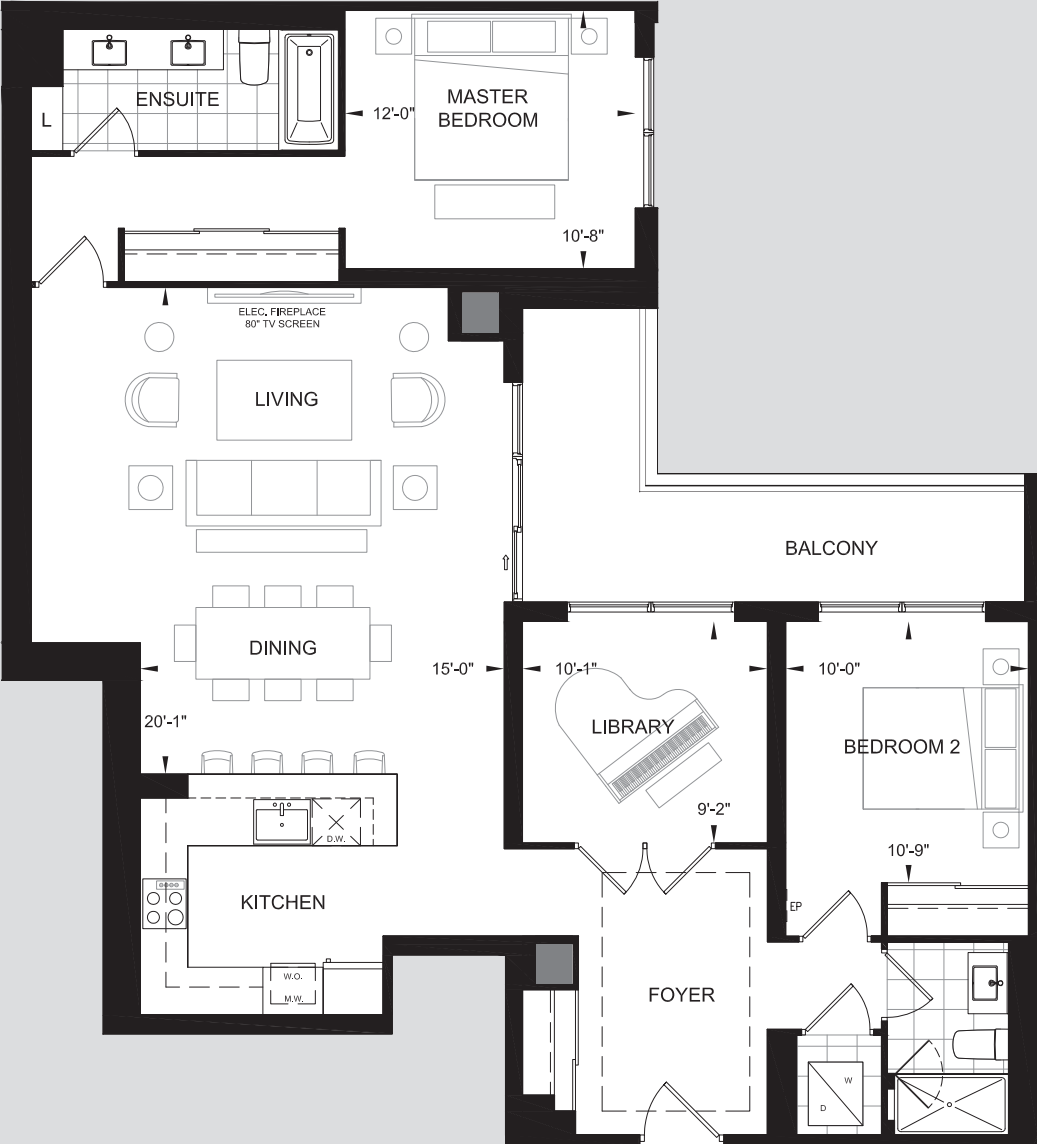 ENSUITE
L
12'-0"
MASTER
BEDROOM
10'-8"
ELEC. FIREPLACE
80" TV SCREEN
LIVING
BALCONY
DINING
15'-0"
10'-1"
10'-0"
20'-1"
LIBRARY
BEDROOM 2
9'-2"
D.W.
10'-9"
KITCHEN
EP
W.O.
M.W.
FOYER
W
D